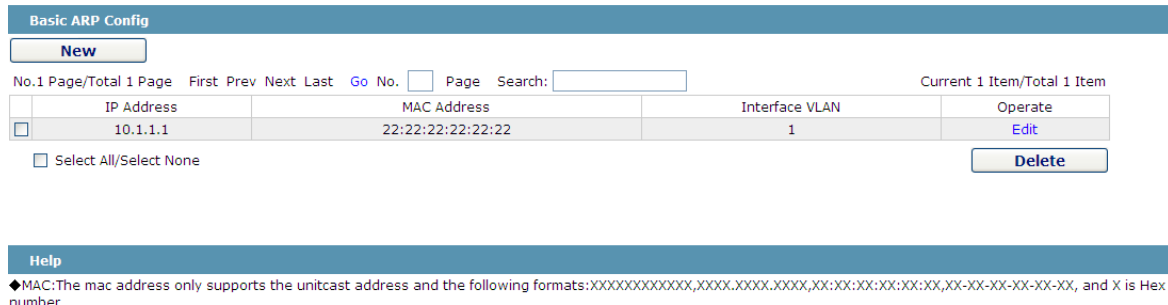 Basic ARP Config
New
No.1 Page/Total 1 Page First Prev Next Last Go No. Page Search: Current 1 Item/Total 1 Item
IP Address MAC Address Interface VLAN Operate
10.1.1.1 22:22:22:22:22:22 1 Edit
Select All/Select None Delete
Help
◆MAC:The mac address only supports the unitcast address and the following formats:XXXXXXXXXXXX,XXXX.XXXX.XXXX,XX:XX:XX:XX:XX:XX,XX-XX-XX-XX-XX-XX, and X is Hex
number